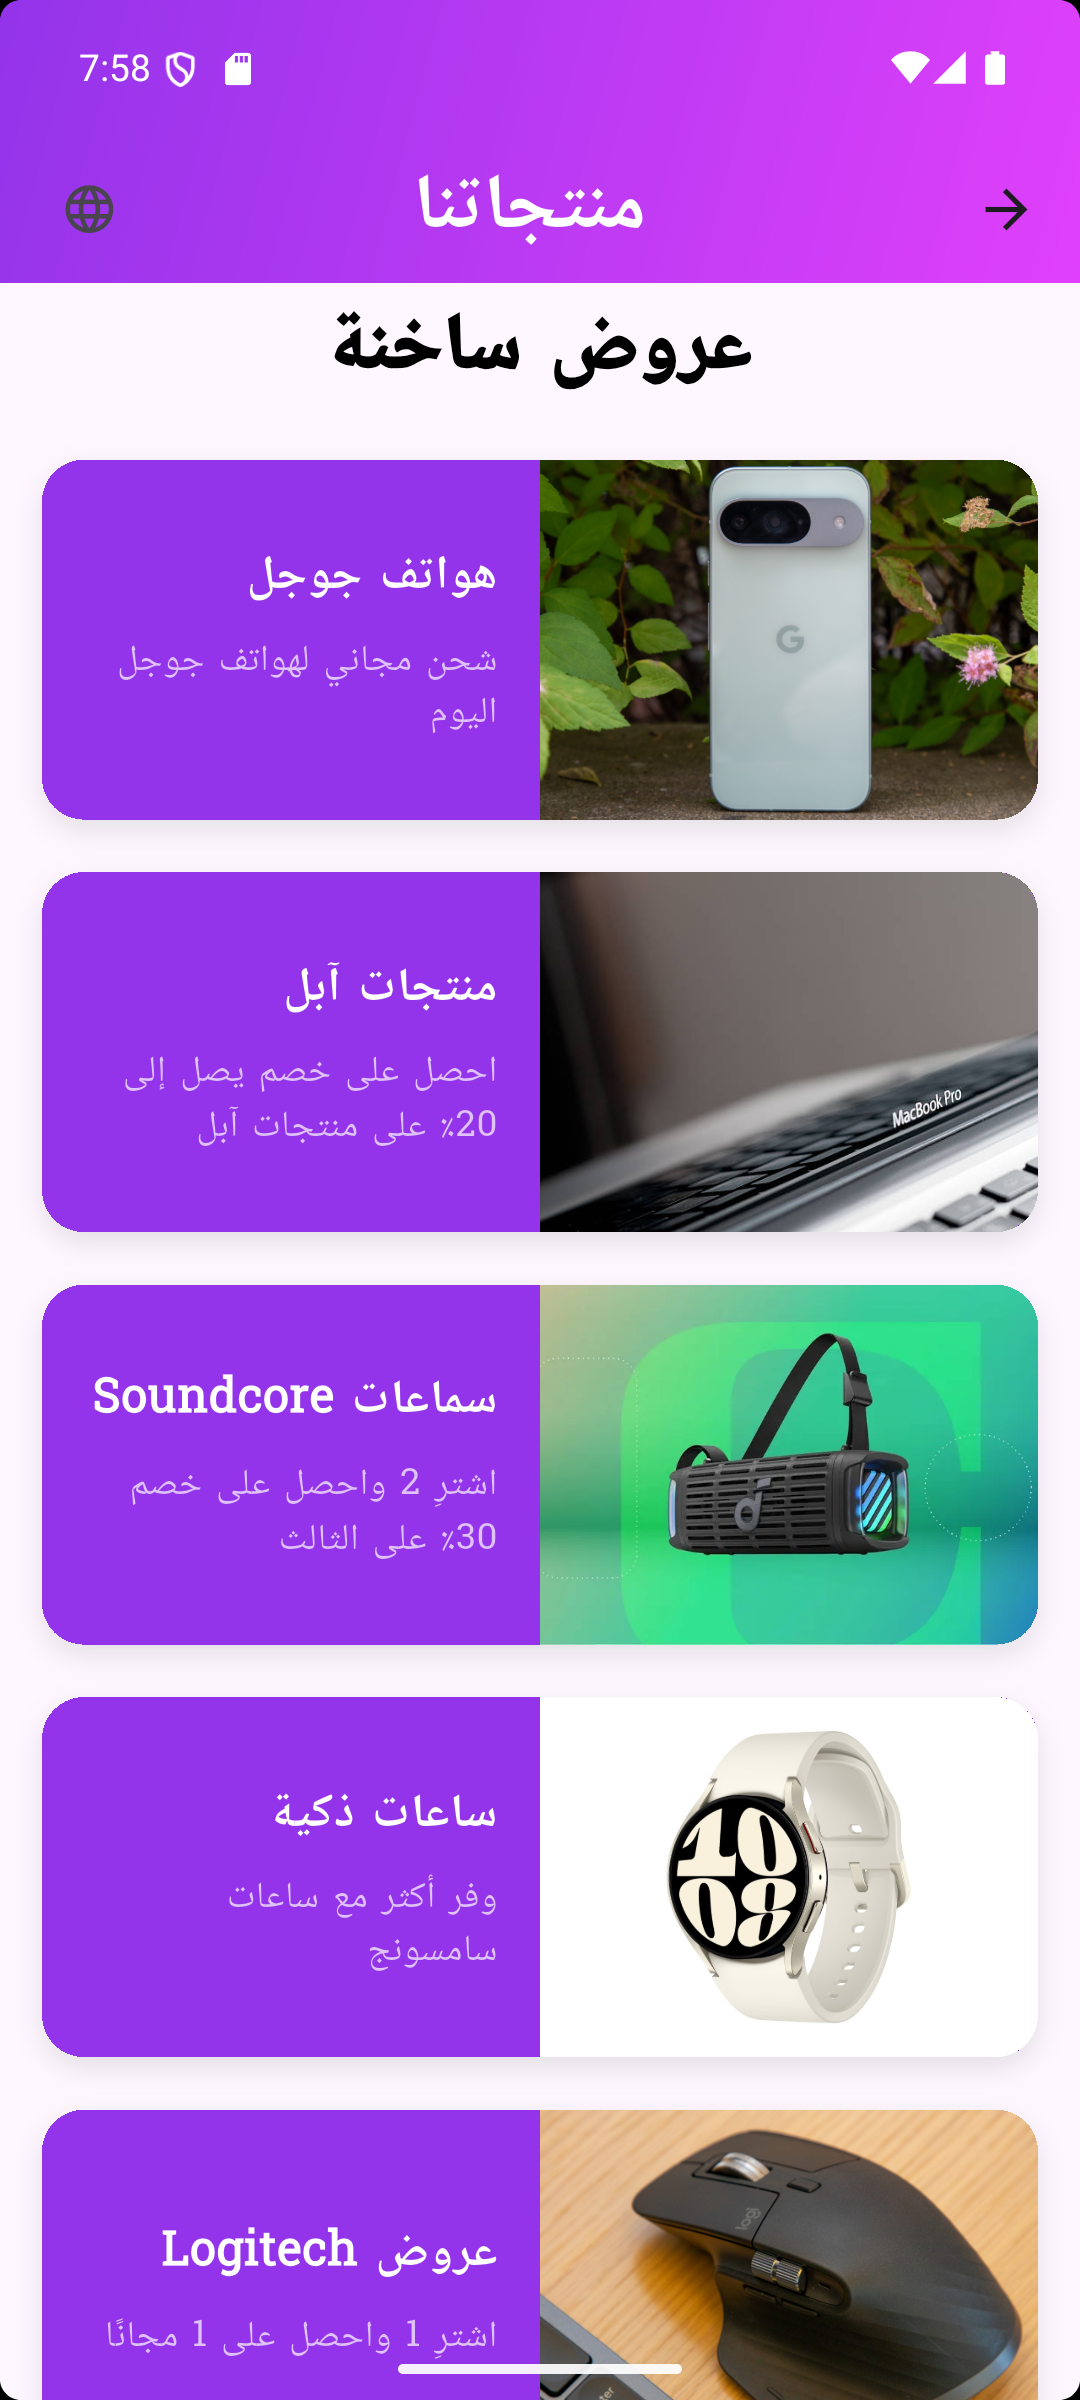 7:58
منتجاتنا
عروض ساخنة
هواتف جوجل
شحن مجاني لهواتف جوجل
اليوم
G
منتجات آبل
احصل على خصم يصل إلى
20٪ على منتجات آبل
MacBook Pro
سماعات Soundcore
اشترِ 2 واحصل على خصم
30٪ على الثالث
ساعات ذكية
وفر أكثر مع ساعات
سامسونج
10
08
عروض Logitech
اشترِ 1 واحصل على 1 مجانًا
logi